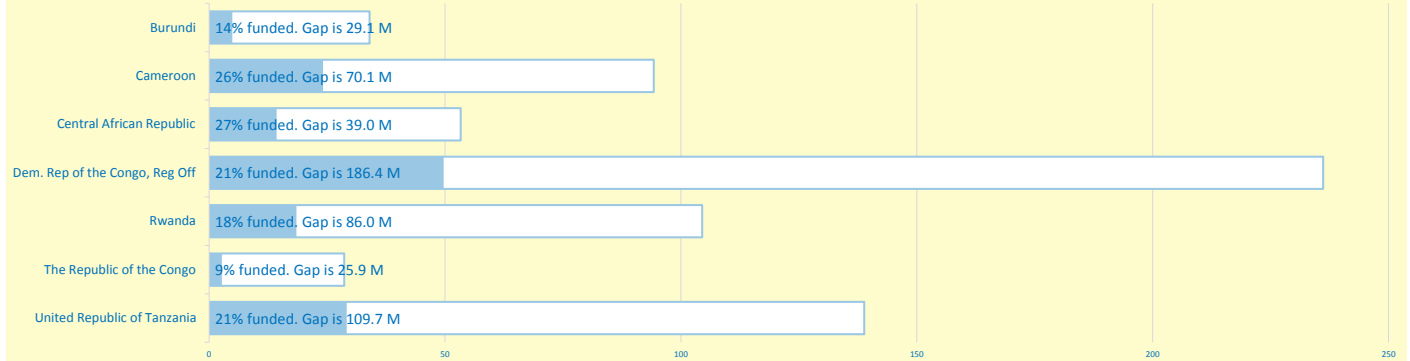 Burundi 14% funded. Gap is 29.1 M
Cameroon 26% funded. Gap is 70.1 M
Central African Republic 27% funded. Gap is 39.0 M
Dem. Rep of the Congo, Reg Off 21% funded. Gap is 186.4 M
Rwanda 18% funded. Gap is 86.0 M
The Republic of the Congo 9% funded. Gap is 25.9 M
United Republic of Tanzania 21% funded. Gap is 109.7 M
0 50 100 150 200 250